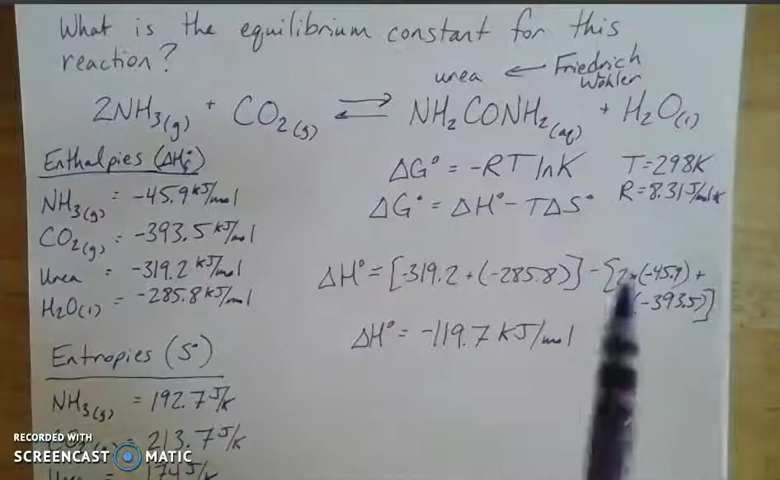 What is the equilibrium constant for this
reaction?
urea ← Friedrich
Wöhler
2NH₃(g) + CO₂(g) ⇌ NH₂CONH₂(aq) + H₂O(l)
Enthalpies (ΔH°f)
NH₃(g) = -45.9 kJ/mol
CO₂(g) = -393.5 kJ/mol
Urea = -319.2 kJ/mol
H₂O(l) = -285.8 kJ/mol
Entropies (S°)
NH₃(g) = 192.7 J/K
= 213.7 J/K
= 174 J/K
ΔG° = -RT ln K T = 298K
R = 8.31 J/mol·K
ΔG° = ΔH° - TΔS°
ΔH° = [-319.2 + (-285.8)] - [2×(-45.9) +
(-393.5)]
ΔH° = -119.7 kJ/mol
RECORDED WITH
SCREENCAST MATIC